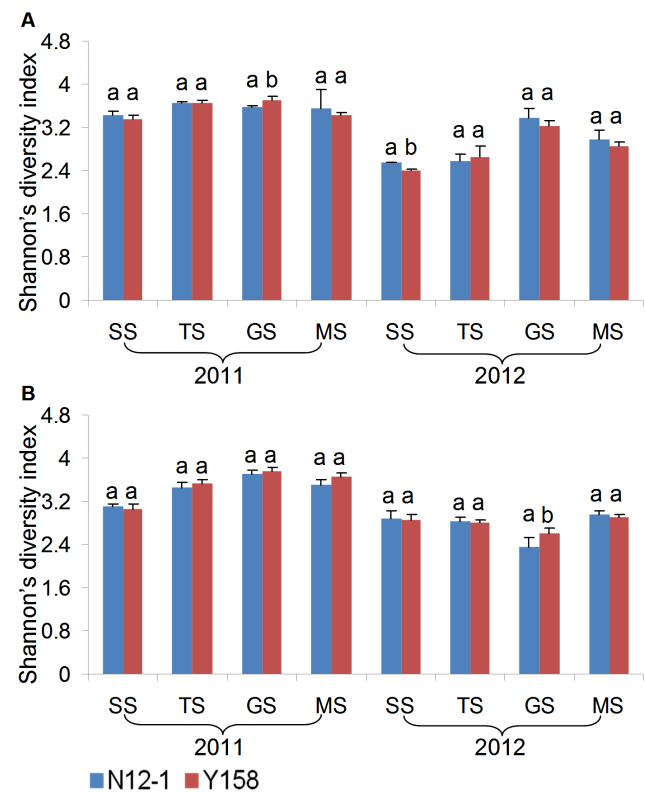 A
4.8
4
3.2
2.4
1.6
0.8
0
Shannon's diversity index
a a a a a b a a a b a a a a a a
SS TS GS MS SS TS GS MS
2011 2012
B
4.8
4
3.2
2.4
1.6
0.8
0
Shannon's diversity index
a a a a a a a a a a a a a b a a
SS TS GS MS SS TS GS MS
2011 2012
N12-1 Y158